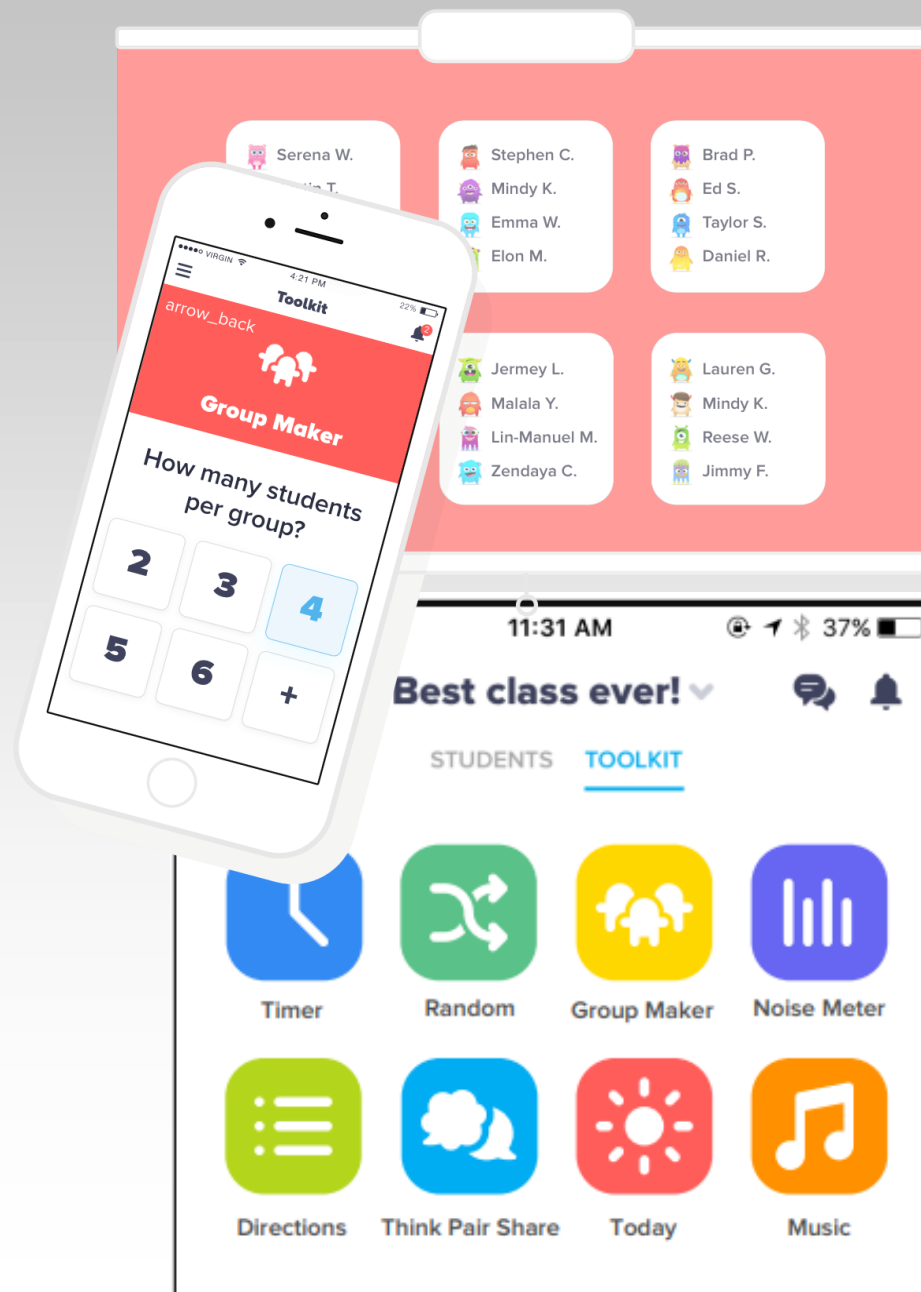 Serena W.
Stephen C.
Mindy K.
Emma W.
Elon M.
Brad P.
Ed S.
Taylor S.
Daniel R.
Jermey L.
Malala Y.
Lin-Manuel M.
Zendaya C.
Lauren G.
Mindy K.
Reese W.
Jimmy F.
VIRGIN
4:21 PM
22%
Toolkit
2
arrow_back
Group Maker
How many students
per group?
2
3
4
5
6
+
11:31 AM
37%
Best class ever!
STUDENTS
TOOLKIT
Timer
Random
Group Maker
Noise Meter
Directions
Think Pair Share
Today
Music